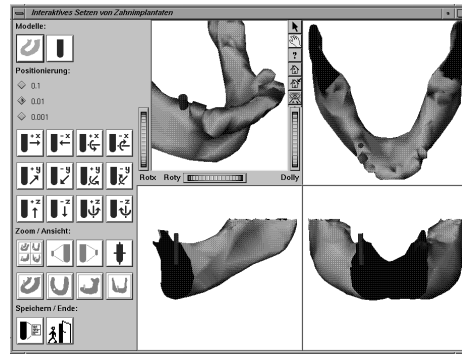 Interaktives Setzen von Zahnimplantaten
Modelle:
Positionierung:
0.1
0.01
0.001
+x -x +x -x
+y -y +y -y
+z -z +z -z
Zoom / Ansicht:
Speichern / Ende:
?
Rotx Roty Dolly